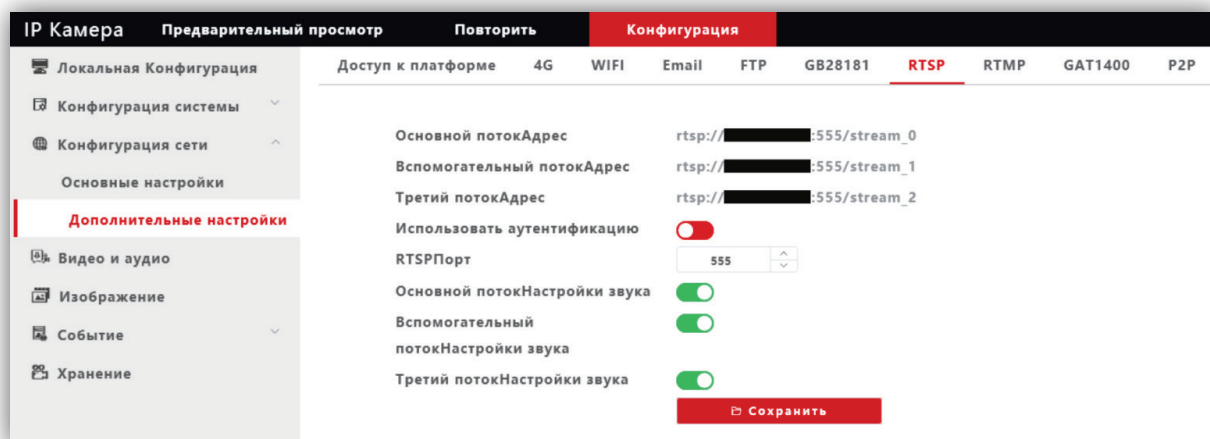 IP Камера Предварительный просмотр Повторить Конфигурация
Локальная Конфигурация
Конфигурация системы
Конфигурация сети
Основные настройки
Дополнительные настройки
Видео и аудио
Изображение
Событие
Хранение
Доступ к платформе 4G WIFI Email FTP GB28181 RTSP RTMP GAT1400 P2P
Основной потокАдрес rtsp:// :555/stream_0
Вспомогательный потокАдрес rtsp:// :555/stream_1
Третий потокАдрес rtsp:// :555/stream_2
Использовать аутентификацию
RTSPПорт 555
Основной потокНастройки звука
Вспомогательный
потокНастройки звука
Третий потокНастройки звука
Сохранить